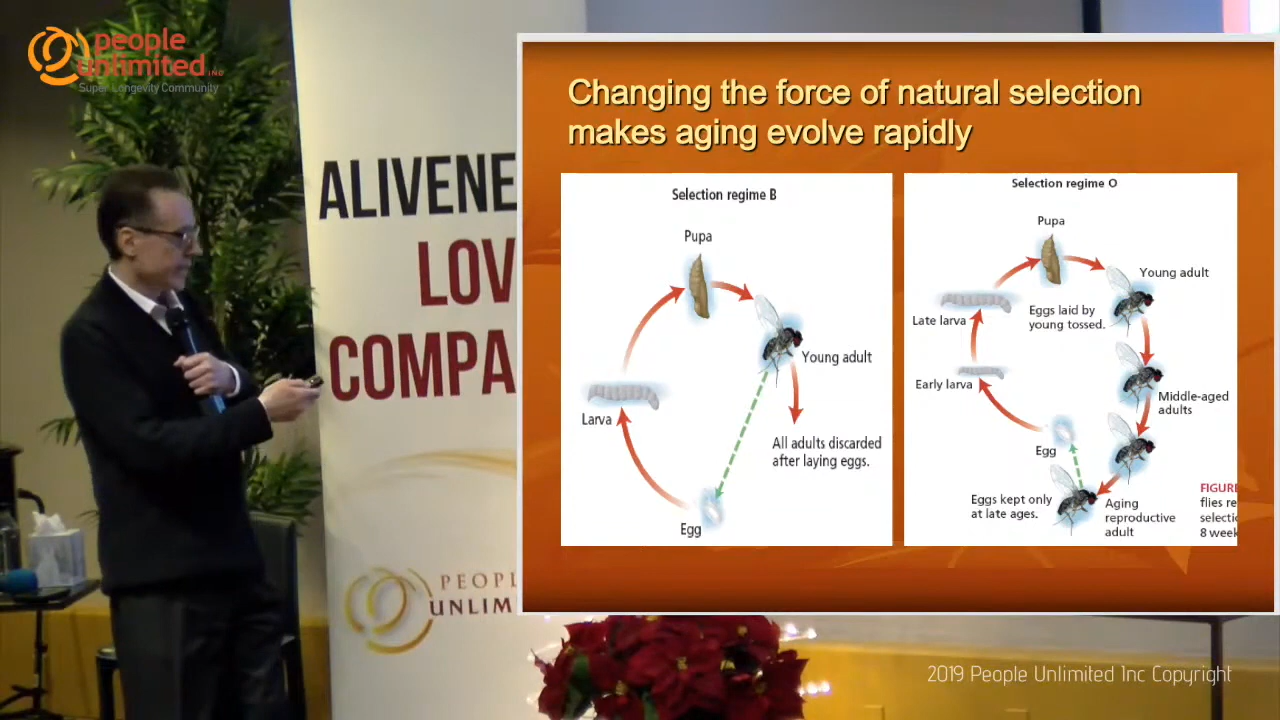 people
unlimited INC
Super Longevity Community
ALIVENE
LOV
COMPA
PEOPL
UNLIM
Changing the force of natural selection
makes aging evolve rapidly
Selection regime B
Pupa
Young adult
Larva
All adults discarded
after laying eggs.
Egg
Selection regime O
Pupa
Young adult
Late larva
Eggs laid by
young tossed.
Early larva
Middle-aged
adults
Egg
Eggs kept only
at late ages.
Aging
reproductive
adult
FIGURE
flies re
selectio
8 week
2019 People Unlimited Inc Copyright